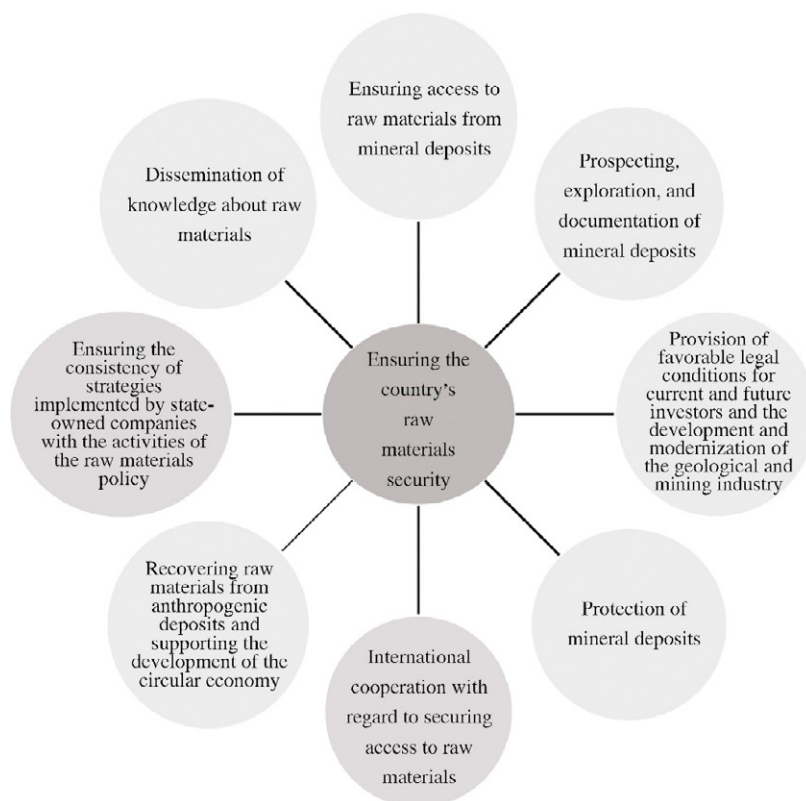 Ensuring access to
raw materials from
mineral deposits
Prospecting,
exploration, and
documentation of
mineral deposits
Provision of
favorable legal
conditions for
current and future
investors and the
development and
modernization of
the geological and
mining industry
Protection of
mineral deposits
International
cooperation with
regard to securing
access to raw
materials
Recovering raw
materials from
anthropogenic
deposits and
supporting the
development of the
circular economy
Ensuring the
consistency of
strategies
implemented by state-
owned companies
with the activities of
the raw materials
policy
Dissemination of
knowledge about raw
materials
Ensuring the
country's
raw
materials
security